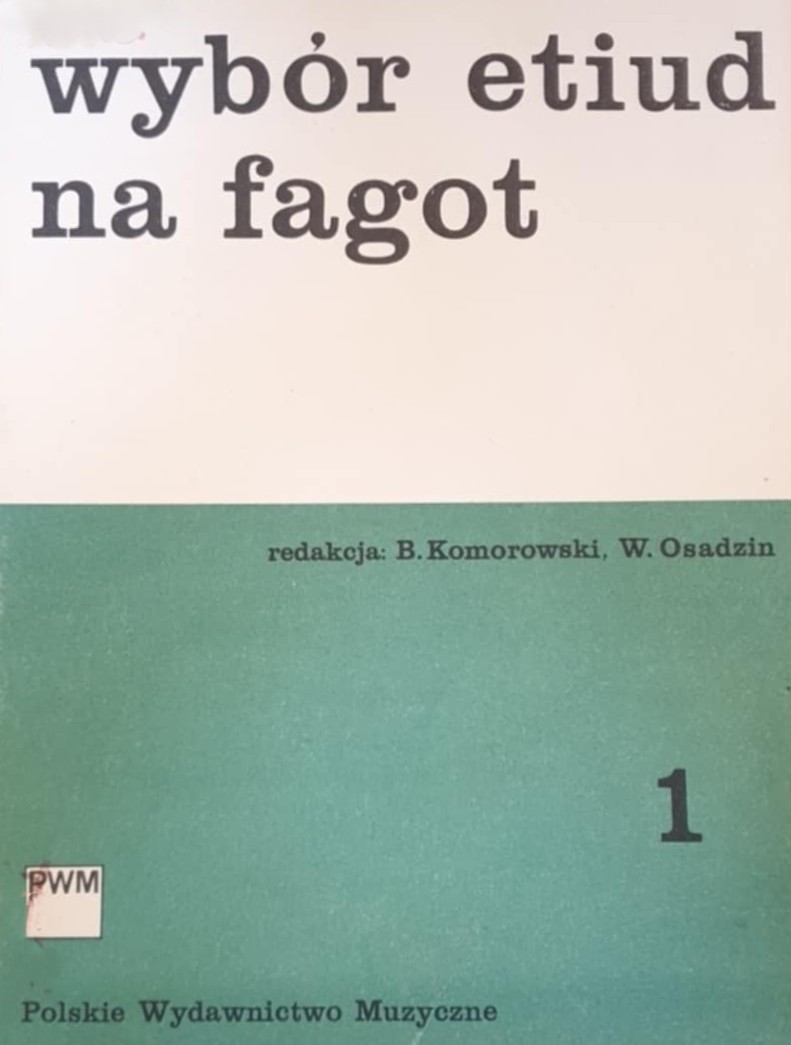 wybór etiud
na fagot
redakcja: B. Komorowski, W. Osadzin
1
PWM
Polskie Wydawnictwo Muzyczne